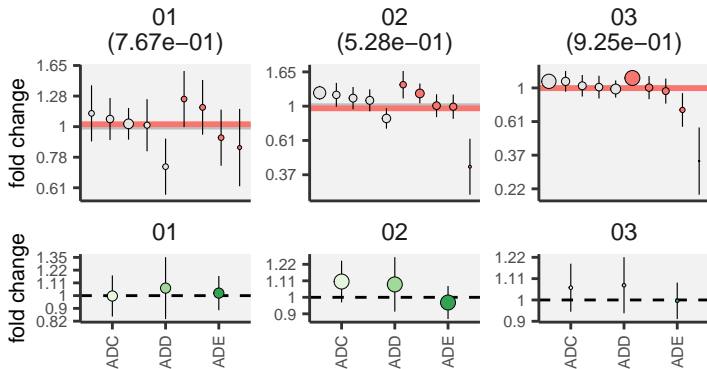 01
(7.67e−01)
02
(5.28e−01)
03
(9.25e−01)
fold change
1.65
1.28
1
0.78
0.61
1.65
1
0.61
0.37
1
0.61
0.37
0.22
01
02
03
fold change
1.35
1.22
1.11
1
0.9
0.82
1.22
1.11
1
0.9
1.22
1.11
1
0.9
ADC
ADD
ADE
ADC
ADD
ADE
ADC
ADD
ADE